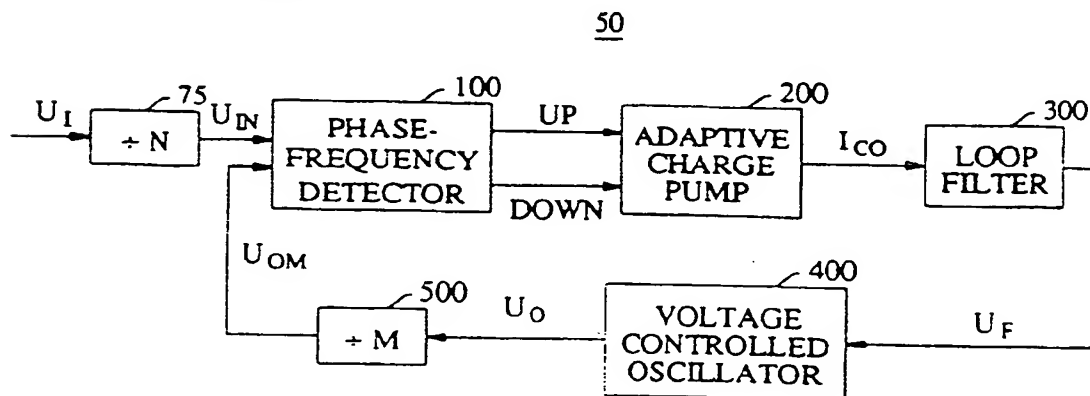 50
75
100
200
300
U_I
÷ N
U_IN
PHASE-
FREQUENCY
DETECTOR
UP
DOWN
ADAPTIVE
CHARGE
PUMP
I_CO
LOOP
FILTER
U_OM
500
÷ M
U_O
400
VOLTAGE
CONTROLLED
OSCILLATOR
U_F